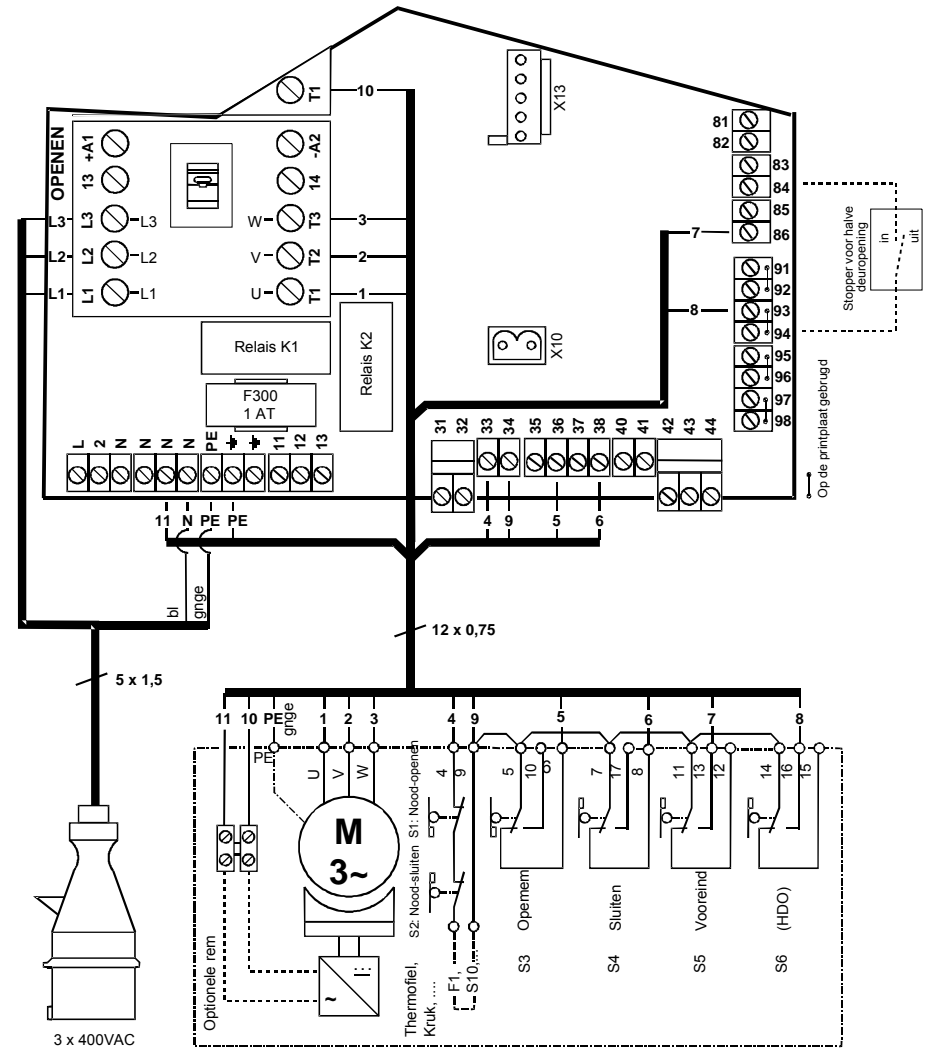 T1
10
X13
OPENEN
+A1
-A2
13
14
L3
L3
L3
W
T3
3
L2
L2
L2
V
T2
2
L1
L1
L1
U
T1
1
Relais K1
Relais K2
F300
1 AT
X10
81
82
83
84
85
86
7
91
92
93
94
8
95
96
97
98
in
uit
Stopper voor halve
deuropening
Op de printplaat gebrugd
L
2
N
N
N
N
PE
11
12
13
31
32
33
34
35
36
37
38
40
41
42
43
44
11
N
PE
PE
4
9
5
6
bl
gnge
12 x 0,75
5 x 1,5
11
10
PE
gnge
1
2
3
4
9
5
6
7
8
PE
U
V
W
4
9
5
10
6
7
17
8
11
13
12
14
16
15
M
3~
S1: Nood-openen
S2: Nood-sluiten
Opemem
Sluiten
Vooreind
(HDO)
S3
S4
S5
S6
Optionele rem
~
Thermofiel,
Kruk, ....
F1,
S10,...
3 x 400VAC